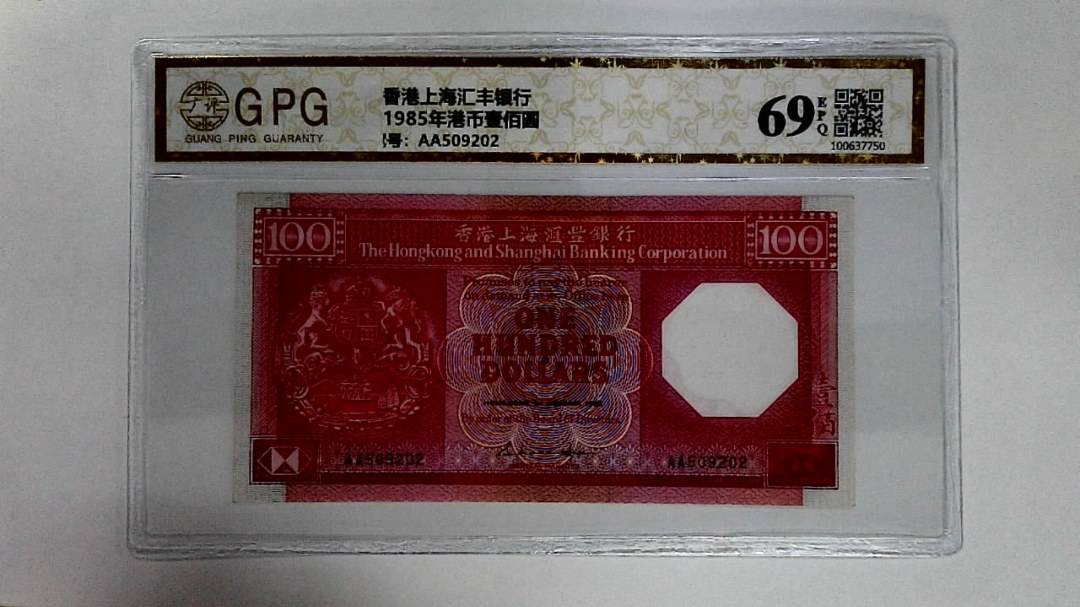 GPG
GUANG PING GUARANTY
香港上海汇丰银行
1985年港币壹佰圆
号: AA509202
69
EPQ
100637750
100
香港上海滙豐銀行
100
The Hongkong and Shanghai Banking Corporation
ONE
HUNDRED
DOLLARS
AA509202
AA509202